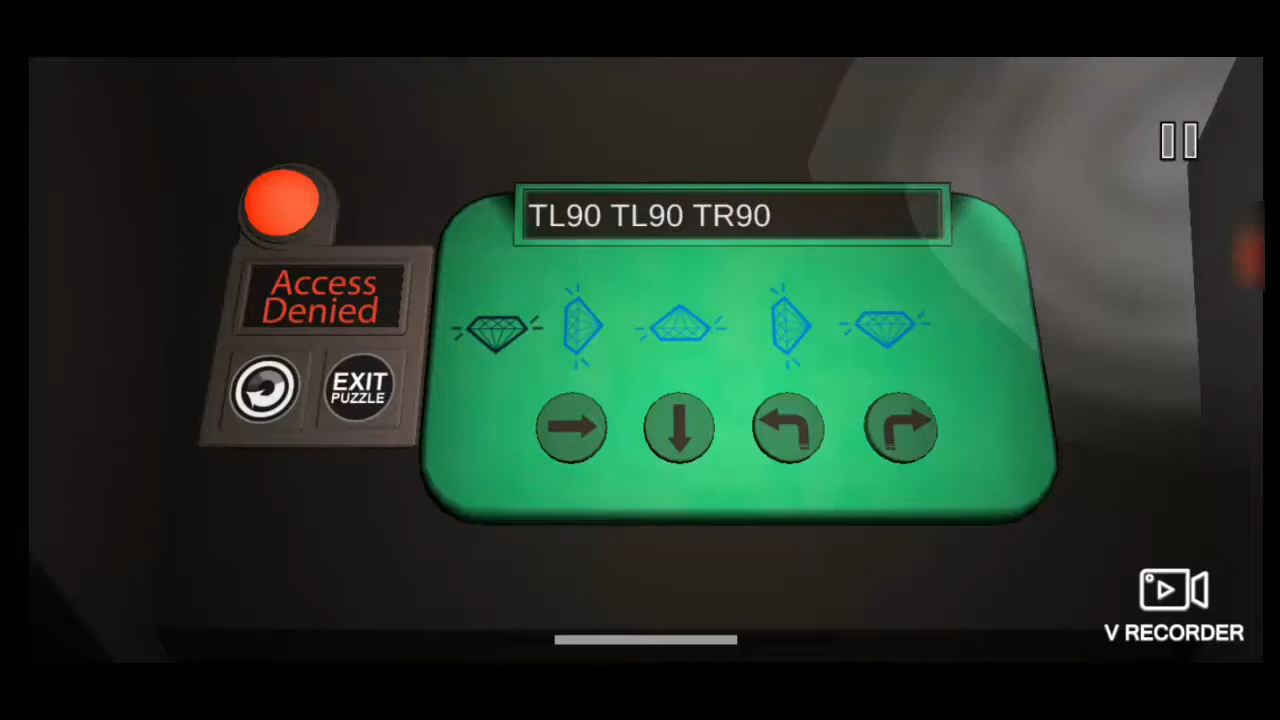 TL90 TL90 TR90
Access
Denied
EXIT
PUZZLE
V RECORDER